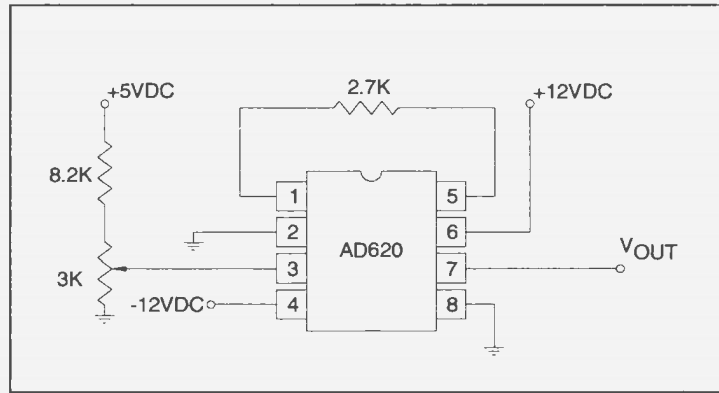 2.7K
+5VDC
+12VDC
8.2K
1
5
2
6
AD620
3
7
VOUT
3K
-12VDC
4
8